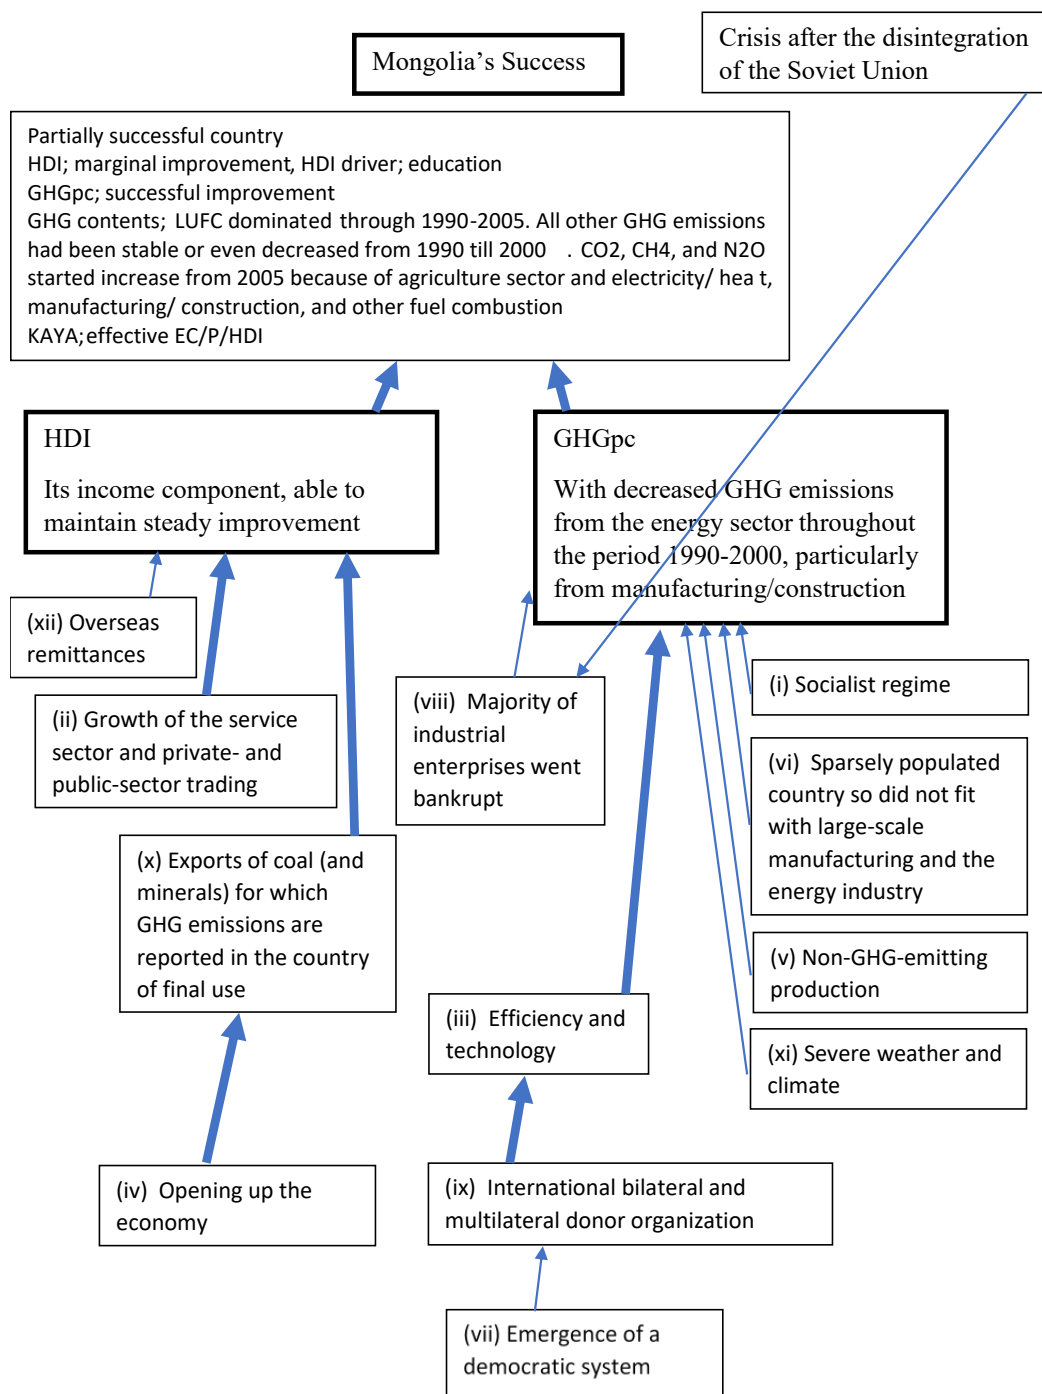 Mongolia's Success
Crisis after the disintegration
of the Soviet Union
Partially successful country
HDI; marginal improvement, HDI driver; education
GHGpc; successful improvement
GHG contents; LUFC dominated through 1990-2005. All other GHG emissions
had been stable or even decreased from 1990 till 2000 . CO2, CH4, and N2O
started increase from 2005 because of agriculture sector and electricity/ hea t,
manufacturing/ construction, and other fuel combustion
KAYA; effective EC/P/HDI
HDI
Its income component, able to
maintain steady improvement
GHGpc
With decreased GHG emissions
from the energy sector throughout
the period 1990-2000, particularly
from manufacturing/construction
(xii) Overseas
remittances
(ii) Growth of the service
sector and private- and
public-sector trading
(viii) Majority of
industrial
enterprises went
bankrupt
(i) Socialist regime
(vi) Sparsely populated
country so did not fit
with large-scale
manufacturing and the
energy industry
(x) Exports of coal (and
minerals) for which
GHG emissions are
reported in the country
of final use
(v) Non-GHG-emitting
production
(iii) Efficiency and
technology
(xi) Severe weather and
climate
(iv) Opening up the
economy
(ix) International bilateral and
multilateral donor organization
(vii) Emergence of a
democratic system